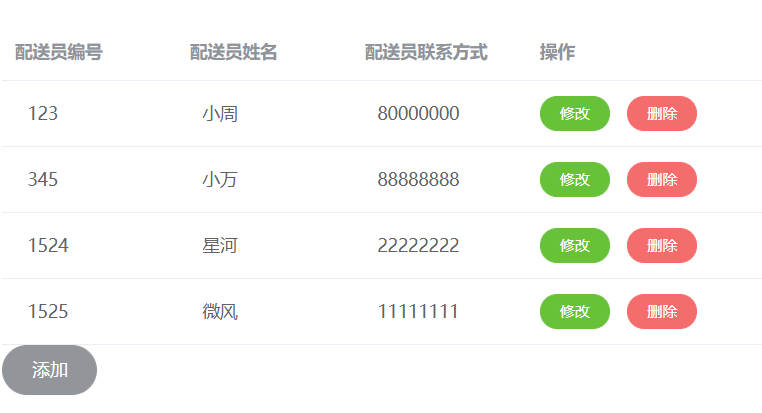 配送员编号 配送员姓名 配送员联系方式 操作
123 小周 80000000 修改 删除
345 小万 88888888 修改 删除
1524 星河 22222222 修改 删除
1525 微风 11111111 修改 删除
添加